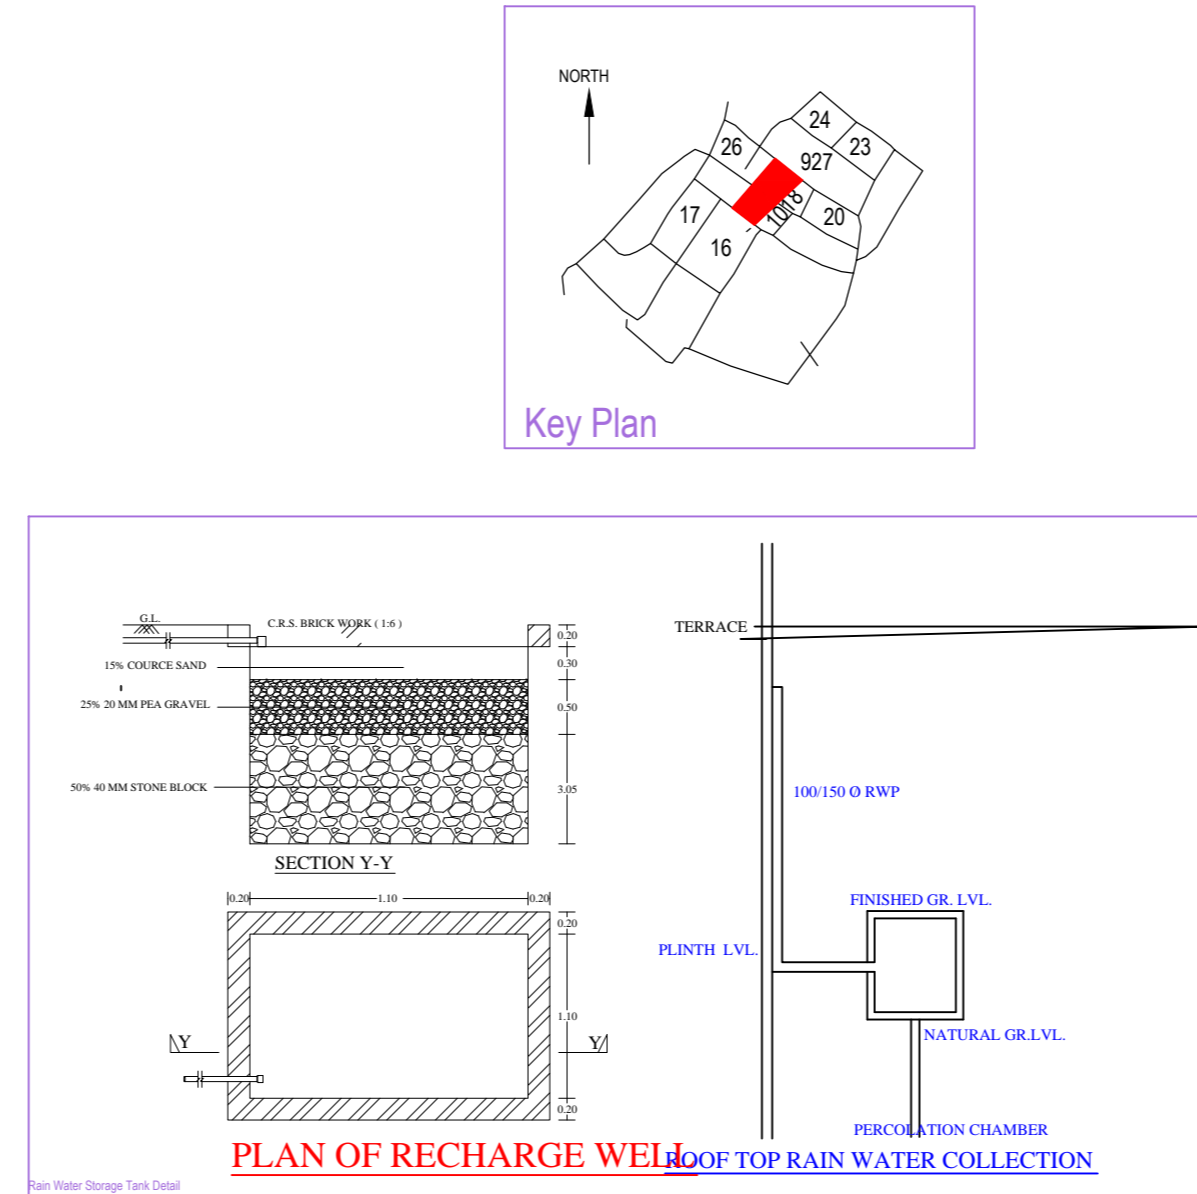 NORTH
24
23
26
927
17
1018
20
16
Key Plan
G.L.
C.R.S. BRICK WORK ( 1:6 )
0.20
15% COURCE SAND
0.30
25% 20 MM PEA GRAVEL
0.50
50% 40 MM STONE BLOCK
3.05
SECTION Y-Y
0.20
1.10
0.20
0.20
1.10
Y
Y
0.20
PLAN OF RECHARGE WELL
Rain Water Storage Tank Detail
TERRACE
100/150 Ø RWP
FINISHED GR. LVL.
PLINTH LVL.
NATURAL GR.LVL.
PERCOLATION CHAMBER
ROOF TOP RAIN WATER COLLECTION